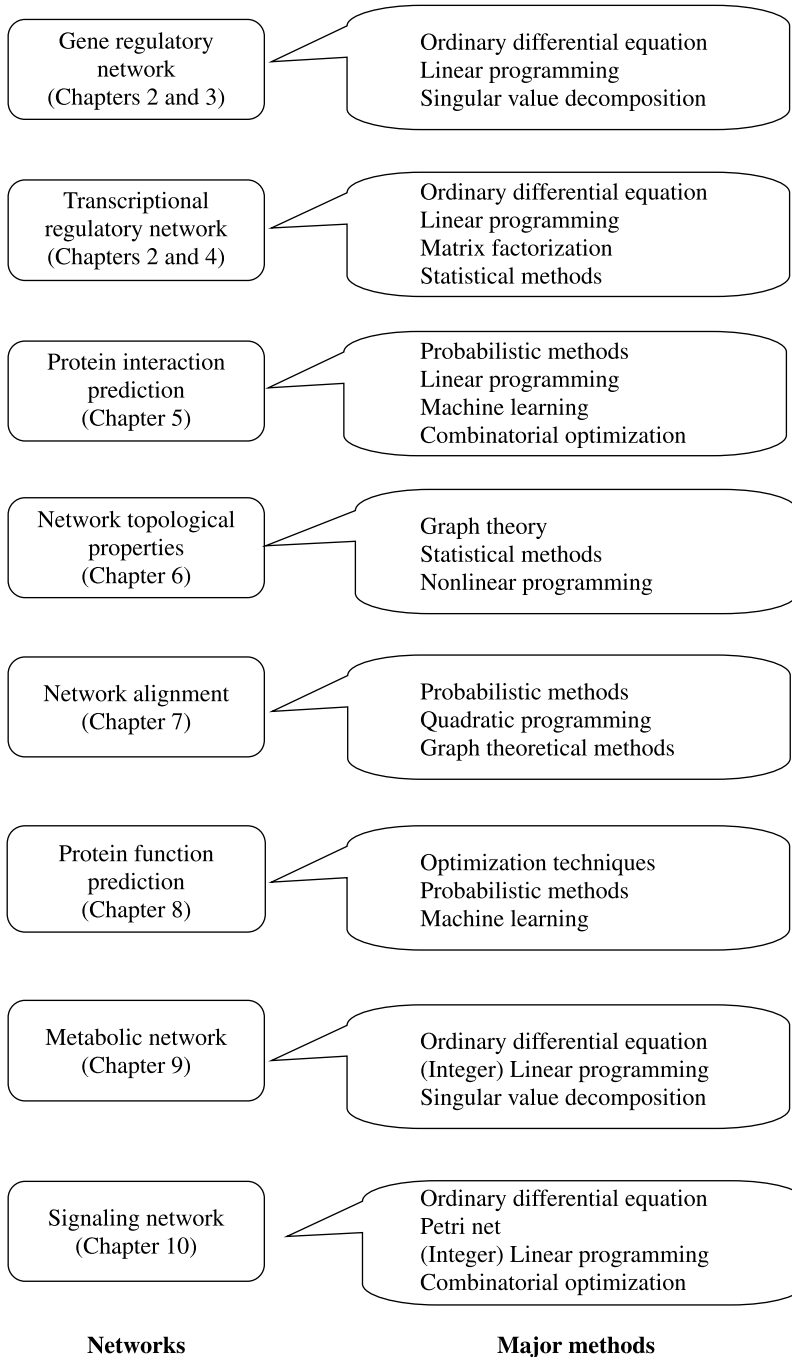 Gene regulatory
network
(Chapters 2 and 3)
Ordinary differential equation
Linear programming
Singular value decomposition
Transcriptional
regulatory network
(Chapters 2 and 4)
Ordinary differential equation
Linear programming
Matrix factorization
Statistical methods
Protein interaction
prediction
(Chapter 5)
Probabilistic methods
Linear programming
Machine learning
Combinatorial optimization
Network topological
properties
(Chapter 6)
Graph theory
Statistical methods
Nonlinear programming
Network alignment
(Chapter 7)
Probabilistic methods
Quadratic programming
Graph theoretical methods
Protein function
prediction
(Chapter 8)
Optimization techniques
Probabilistic methods
Machine learning
Metabolic network
(Chapter 9)
Ordinary differential equation
(Integer) Linear programming
Singular value decomposition
Signaling network
(Chapter 10)
Ordinary differential equation
Petri net
(Integer) Linear programming
Combinatorial optimization
Networks
Major methods